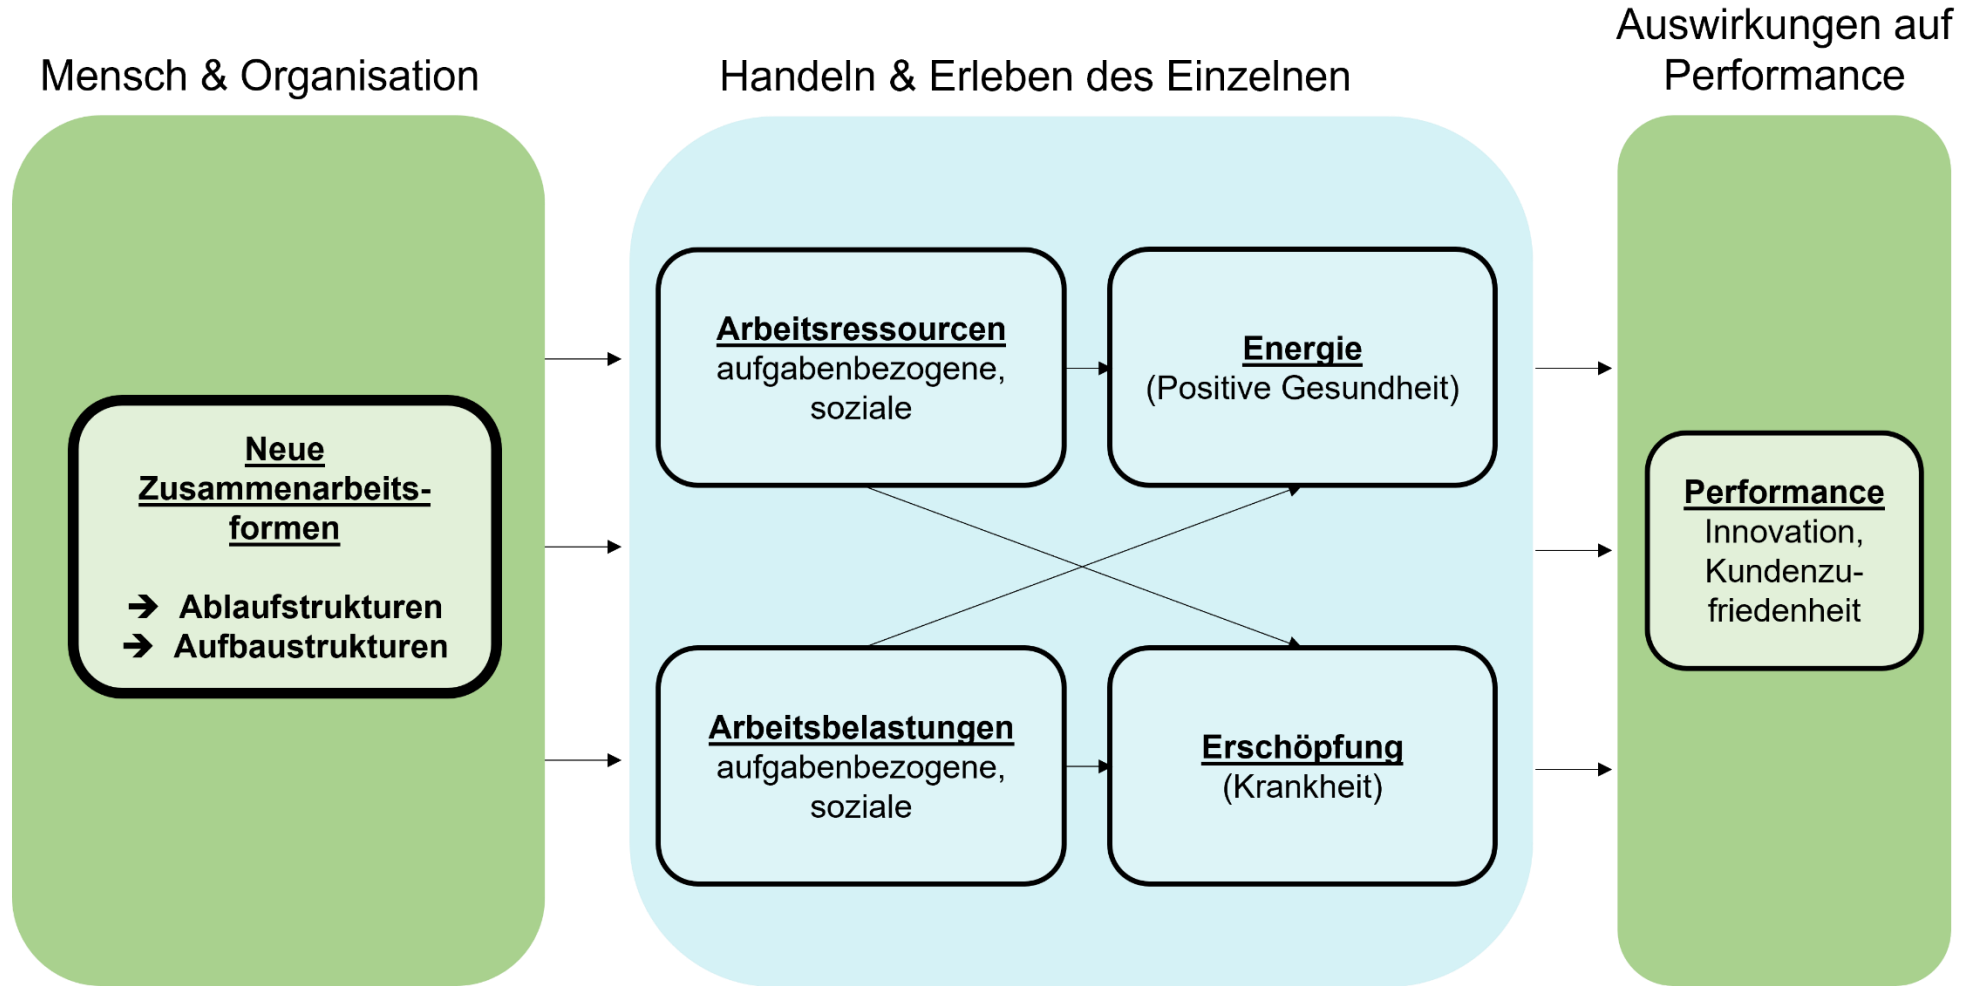 Mensch & Organisation
Neue
Zusammenarbeits-
formen
➔ Ablaufstrukturen
➔ Aufbaustrukturen
Handeln & Erleben des Einzelnen
Arbeitsressourcen
aufgabenbezogene,
soziale
Energie
(Positive Gesundheit)
Arbeitsbelastungen
aufgabenbezogene,
soziale
Erschöpfung
(Krankheit)
Auswirkungen auf
Performance
Performance
Innovation,
Kundenzu-
friedenheit